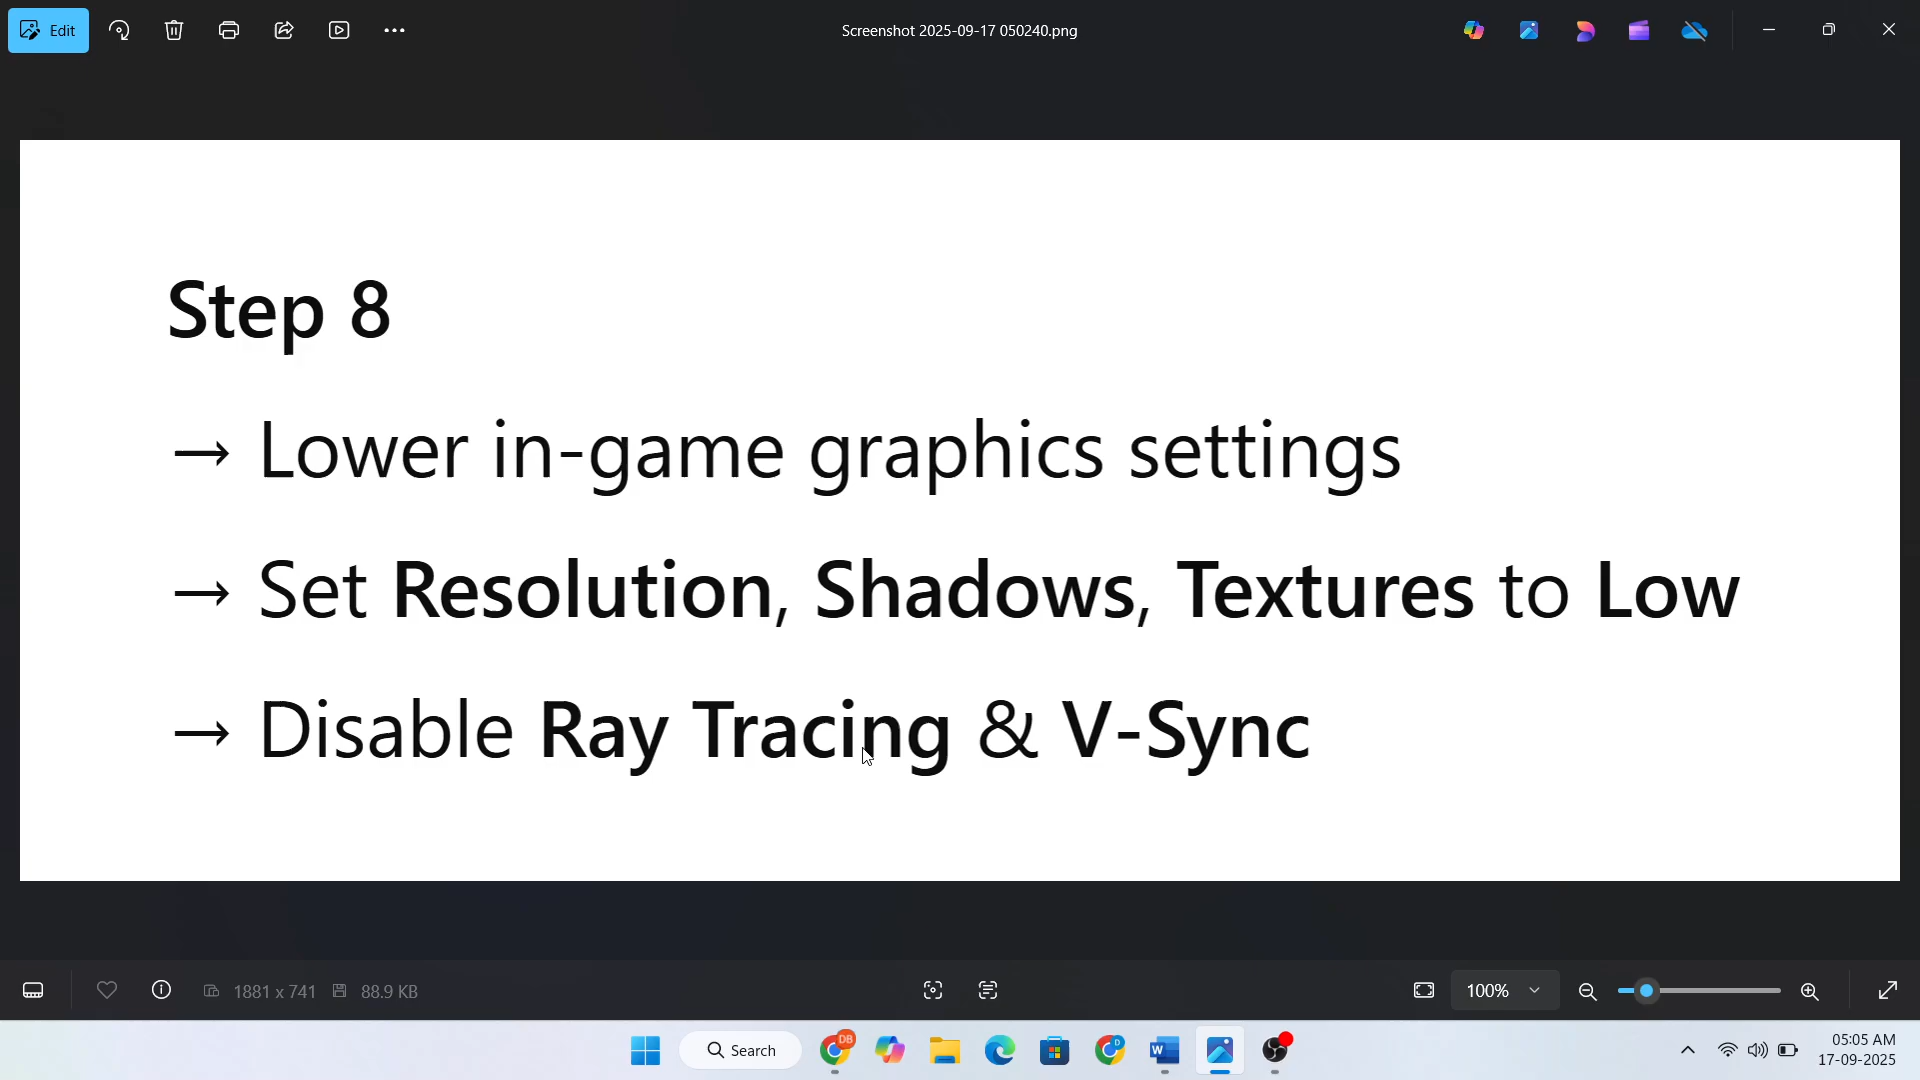 Edit
Screenshot 2025-09-17 050240.png
Step 8
→ Lower in-game graphics settings
→ Set Resolution, Shadows, Textures to Low
→ Disable Ray Tracing & V-Sync
1881 x 741 88.9 KB
100%
Search
DB
D
W
05:05 AM
17-09-2025